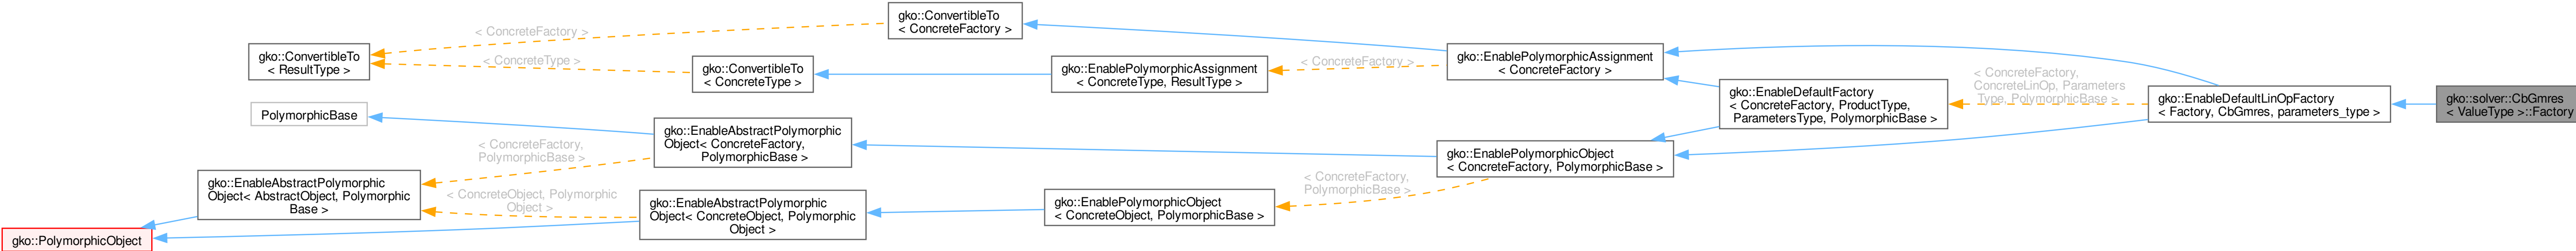 gko::ConvertibleTo
< ConcreteFactory >
< ConcreteFactory >
gko::ConvertibleTo
< ResultType >
< ConcreteType >
gko::ConvertibleTo
< ConcreteType >
gko::EnablePolymorphicAssignment
< ConcreteType, ResultType >
< ConcreteFactory >
gko::EnablePolymorphicAssignment
< ConcreteFactory >
gko::EnableDefaultFactory
< ConcreteFactory, ProductType,
ParametersType, PolymorphicBase >
< ConcreteFactory,
ConcreteLinOp, Parameters
Type, PolymorphicBase >
gko::EnableDefaultLinOpFactory
< Factory, CbGmres, parameters_type >
gko::solver::CbGmres
< ValueType >::Factory
PolymorphicBase
gko::EnableAbstractPolymorphic
Object< ConcreteFactory,
PolymorphicBase >
< ConcreteFactory,
PolymorphicBase >
gko::EnablePolymorphicObject
< ConcreteFactory, PolymorphicBase >
gko::EnableAbstractPolymorphic
Object< AbstractObject, Polymorphic
Base >
< ConcreteObject, Polymorphic
Object >
gko::EnableAbstractPolymorphic
Object< ConcreteObject, Polymorphic
Object >
gko::EnablePolymorphicObject
< ConcreteObject, PolymorphicBase >
< ConcreteFactory,
PolymorphicBase >
gko::PolymorphicObject